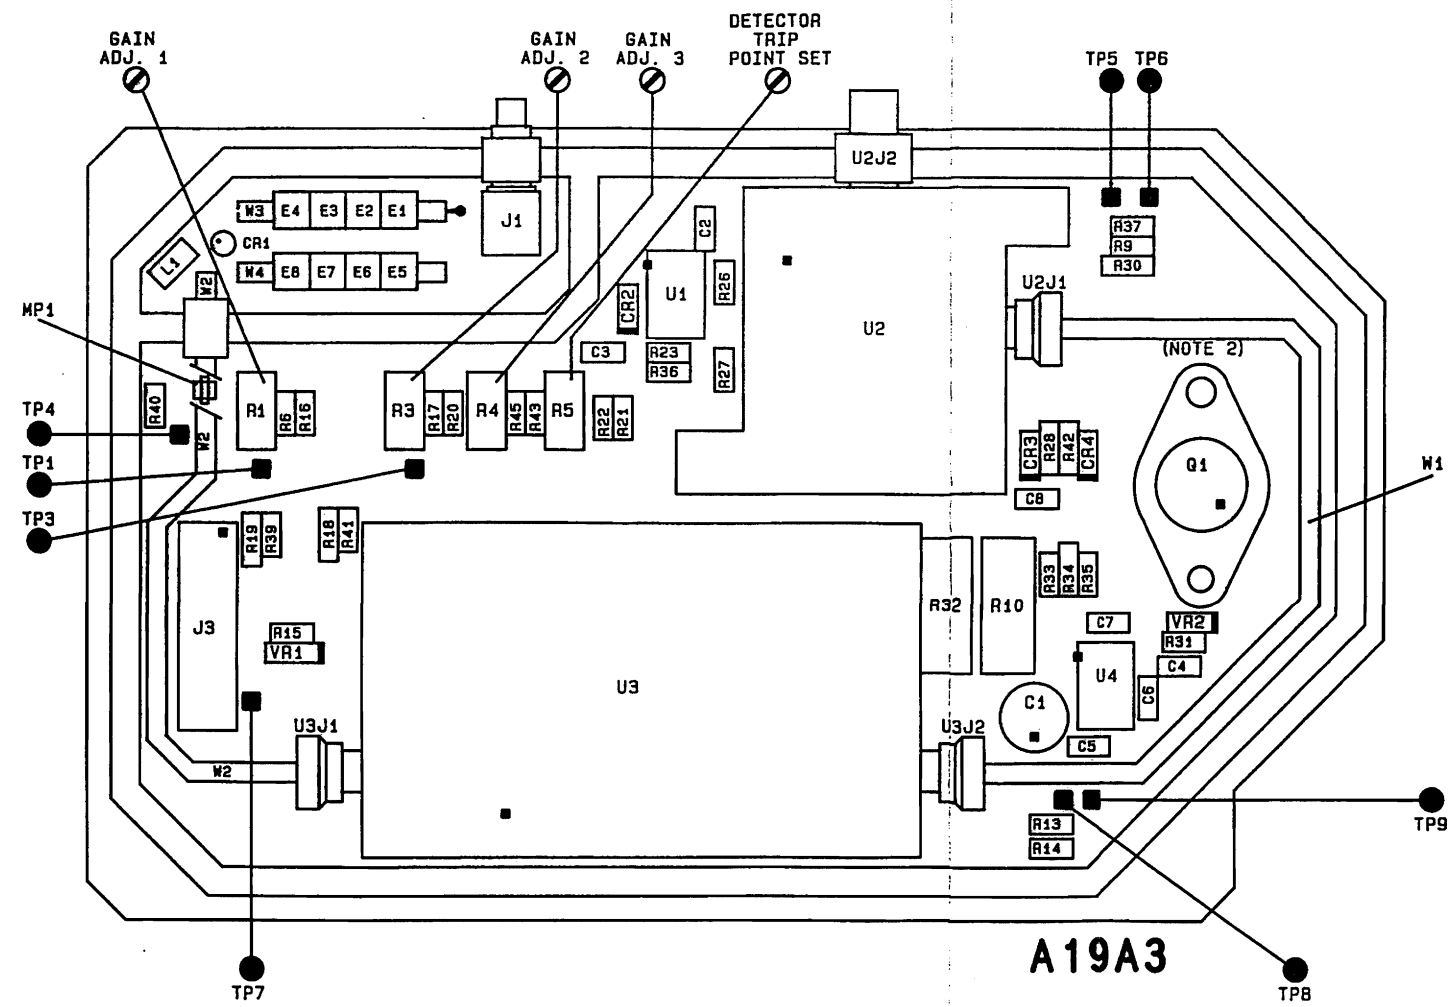 GAIN
ADJ. 1
GAIN
ADJ. 2
GAIN
ADJ. 3
DETECTOR
TRIP
POINT SET
TP5
TP6
U2J2
W3
E4
E3
E2
E1
J1
C2
R37
R9
R30
CR1
L1
W4
E8
E7
E6
E5
W2
MP1
CR2
U1
R26
U2
U2J1
C3
R23
R36
R27
(NOTE 2)
R40
R1
R6
R16
R3
R17
R20
R4
R45
R43
R5
R22
R21
TP4
W2
CR3
R28
R42
CR4
Q1
W1
TP1
C8
TP3
R19
R39
R18
R41
R33
R34
R35
R32
R10
J3
R15
VR1
C7
VR2
R31
C4
U3
U4
C6
C1
U3J1
U3J2
C5
W2
R13
R14
TP9
A19A3
TP7
TP8